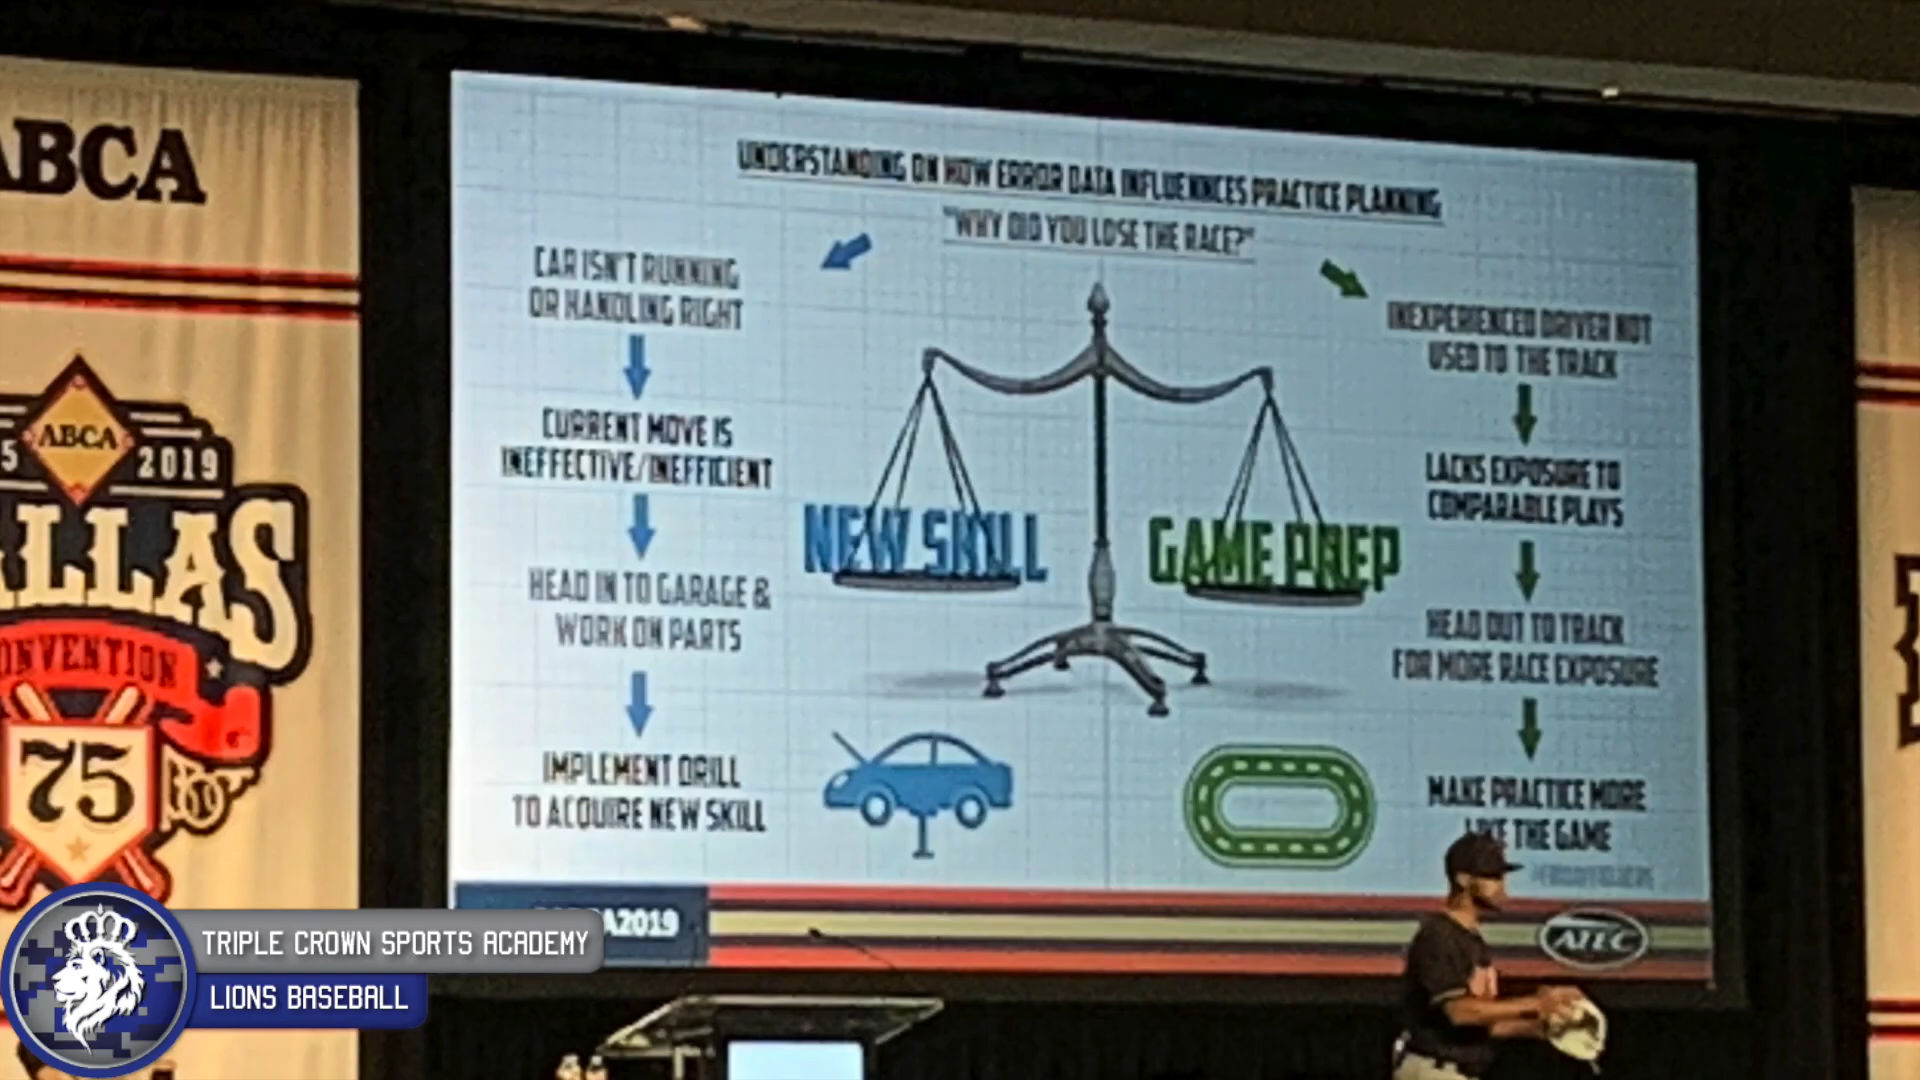 ABCA
ABCA
2019
CONVENTION
75
UNDERSTANDING ON HOW ERROR DATA INFLUENNCES PRACTICE PLANNING
"WHY DID YOU LOSE THE RACE?"
CAR ISN'T RUNNING
OR HANDLING RIGHT
CURRENT MOVE IS
INEFFECTIVE/INEFFICIENT
HEAD IN TO GARAGE &
WORK ON PARTS
IMPLEMENT DRILL
TO ACQUIRE NEW SKILL
NEW SKILL
GAME PREP
INEXPERIENCED DRIVER NOT
USED TO THE TRACK
LACKS EXPOSURE TO
COMPARABLE PLAYS
HEAD OUT TO TRACK
FOR MORE RACE EXPOSURE
MAKE PRACTICE MORE
LIKE THE GAME
A2019
ATEC
TRIPLE CROWN SPORTS ACADEMY
LIONS BASEBALL